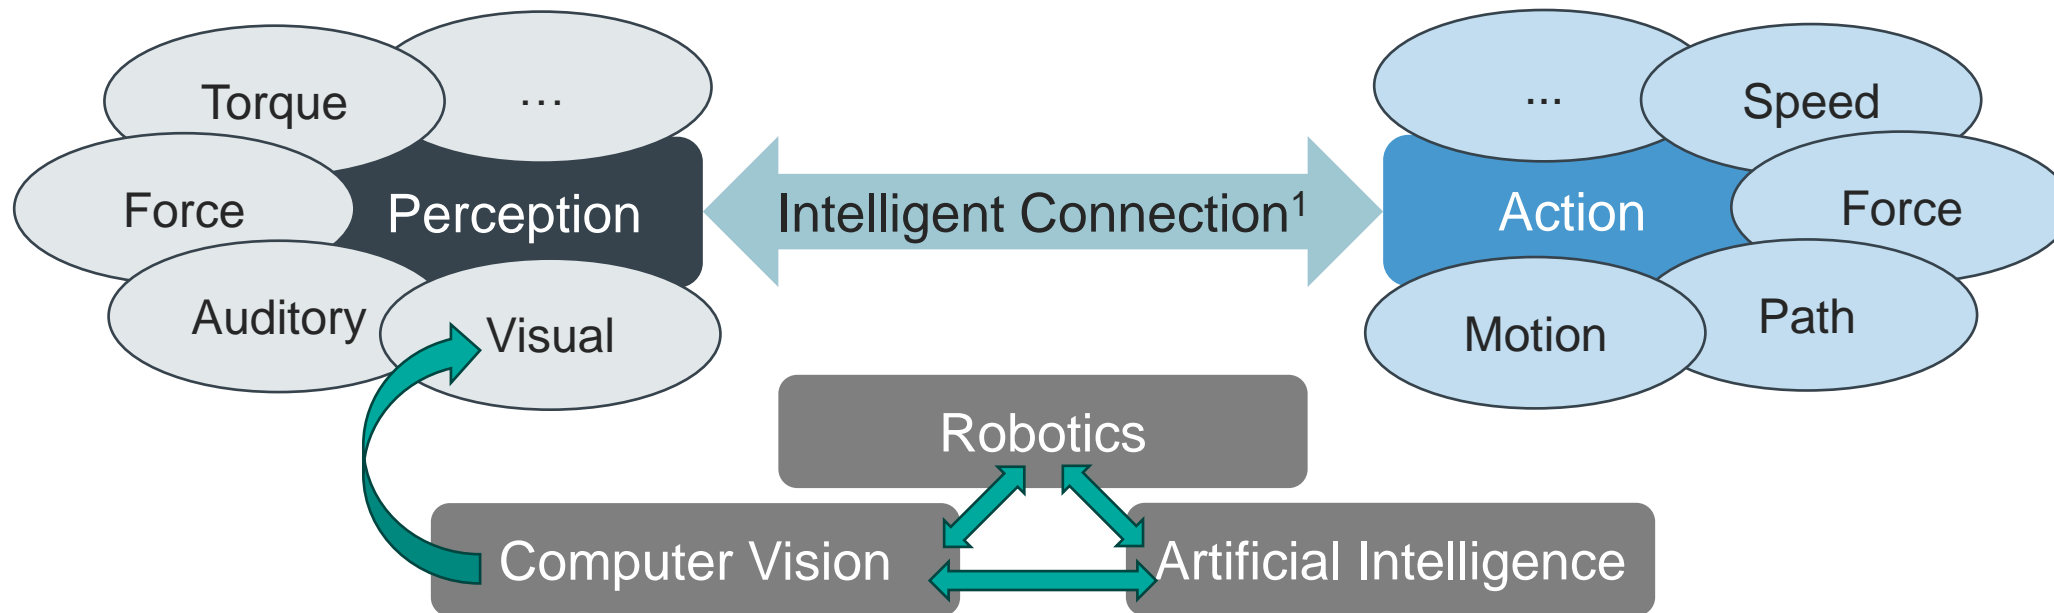 Torque
…
Force
Perception
Auditory
Visual
Intelligent Connection¹
...
Speed
Action
Force
Motion
Path
Robotics
Computer Vision
Artificial Intelligence